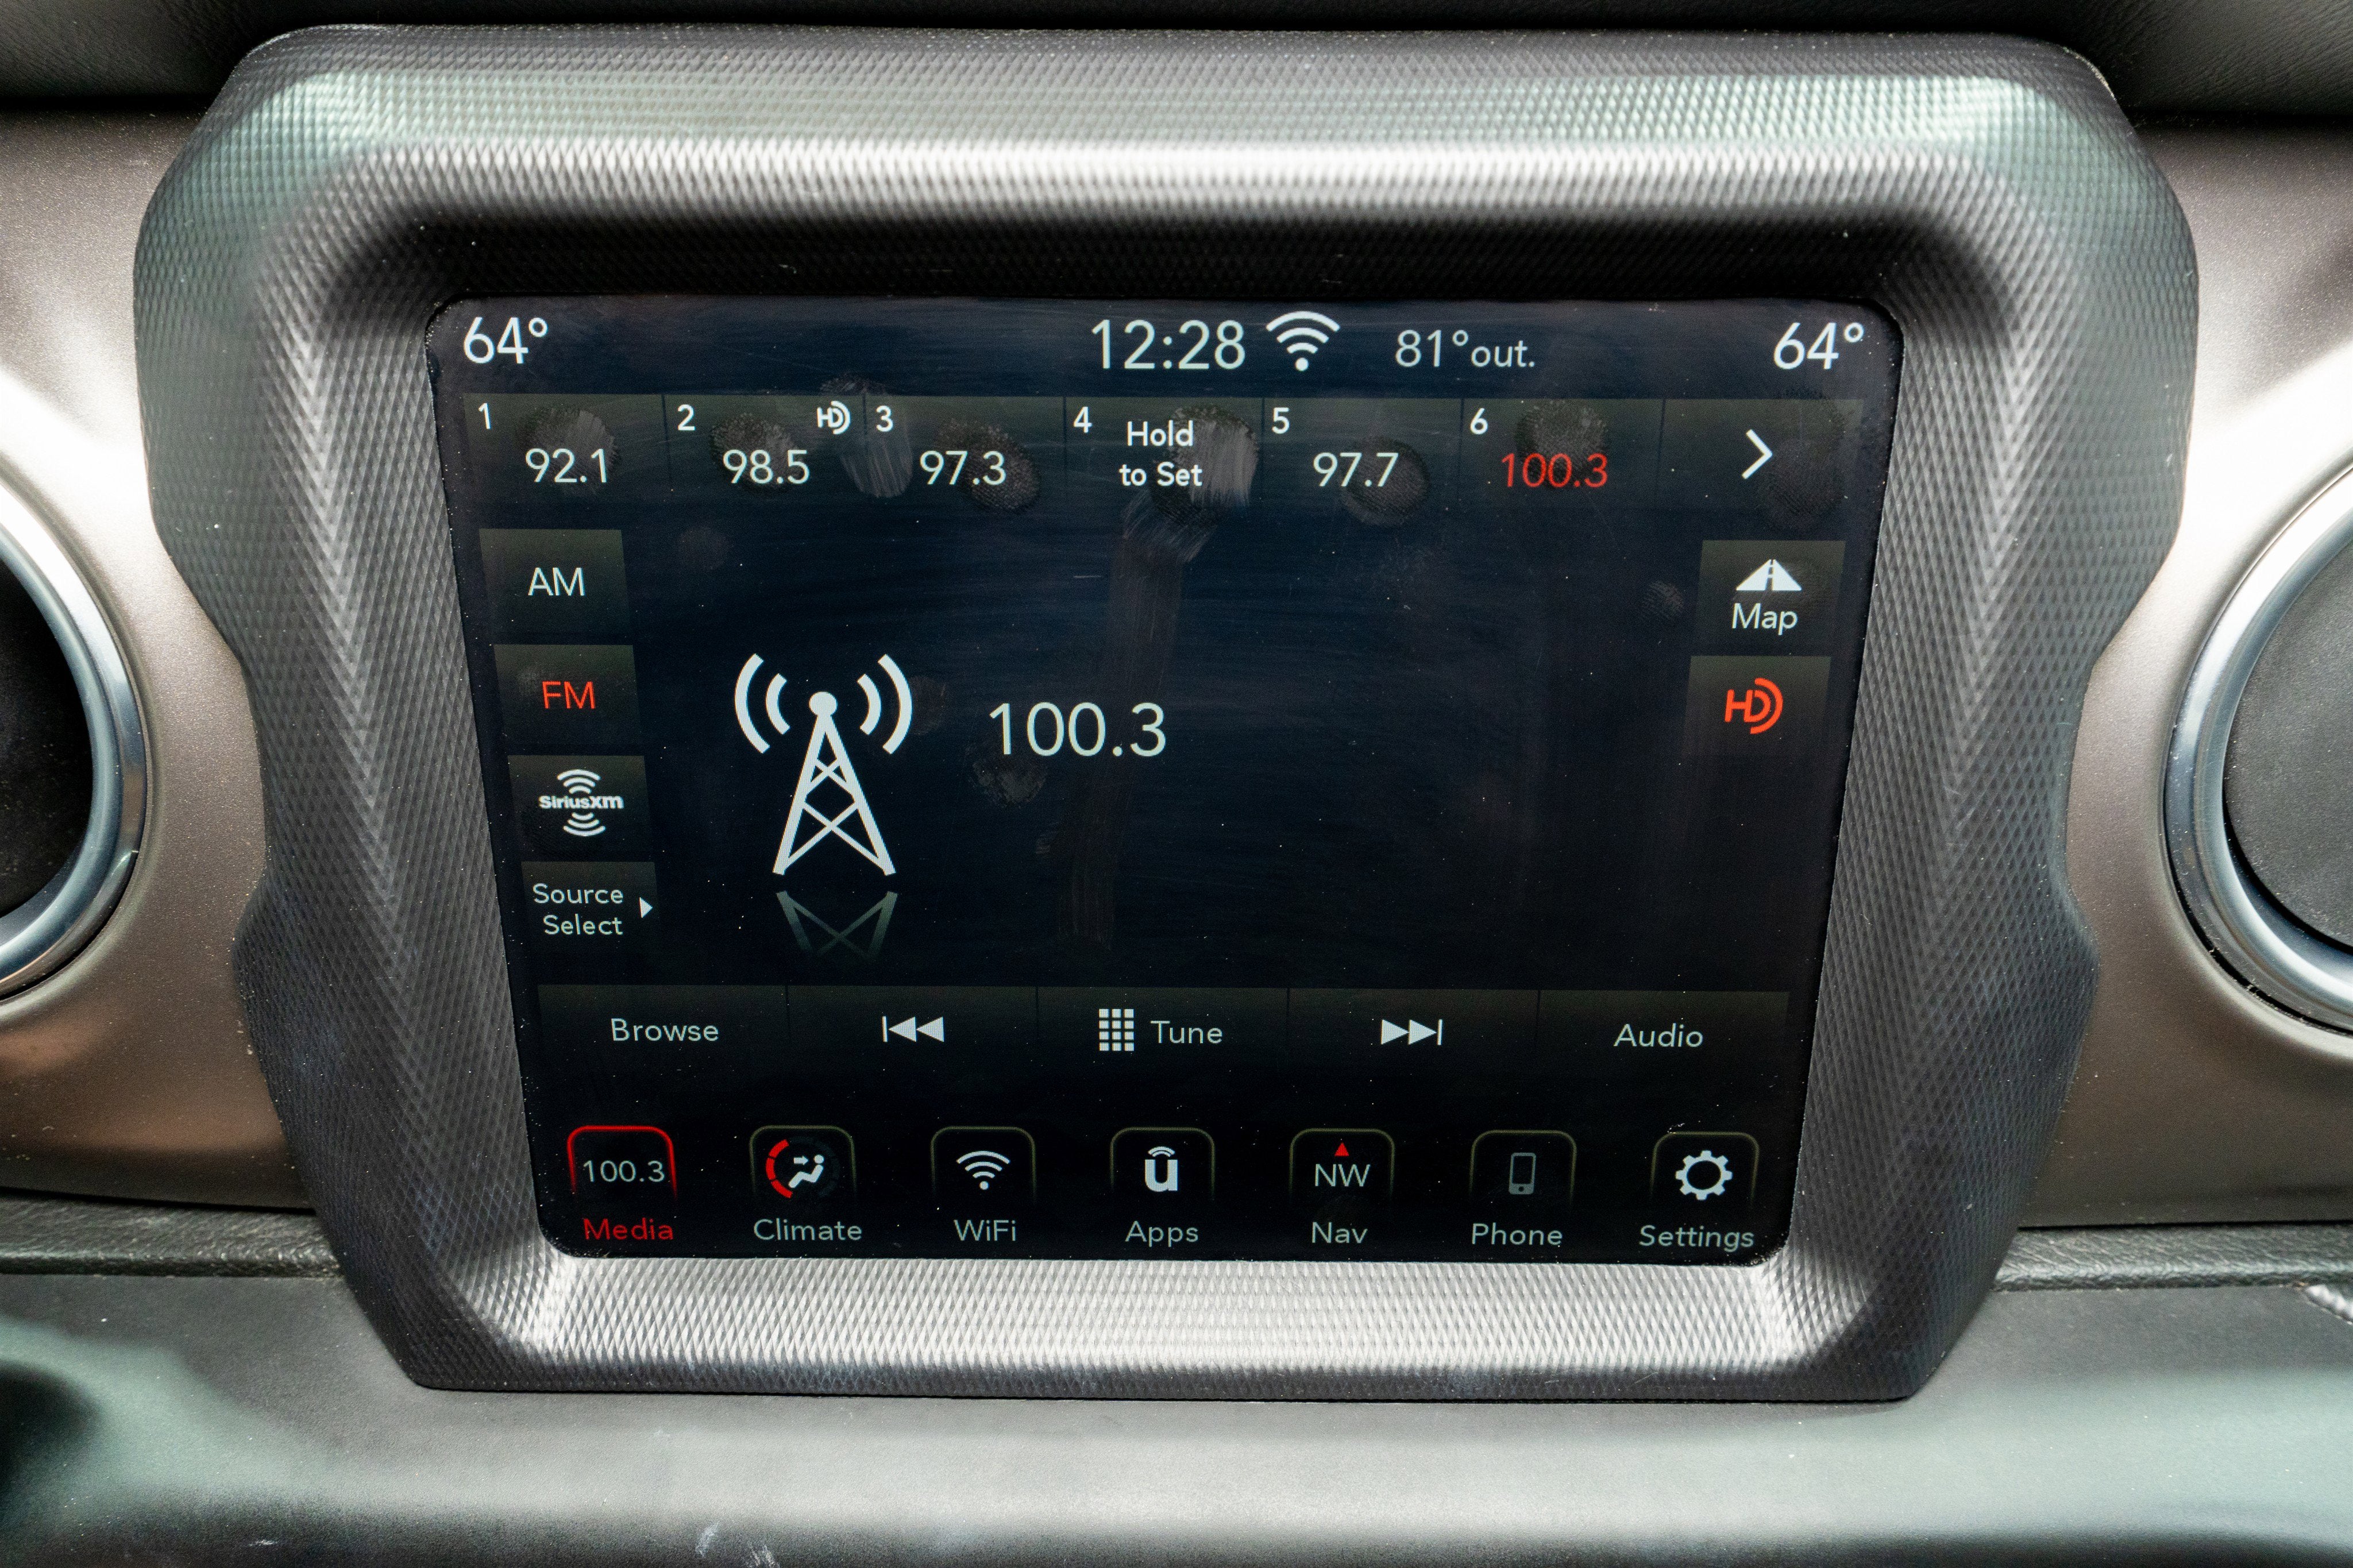 64° 12:28 81°out. 64°
1 2 HD 3 4 5 6
92.1 98.5 97.3 Hold to Set 97.7 100.3
AM
Map
FM
HD
100.3
SiriusXM
Source
Select
Browse Tune Audio
100.3 u NW
Media Climate WiFi Apps Nav Phone Settings